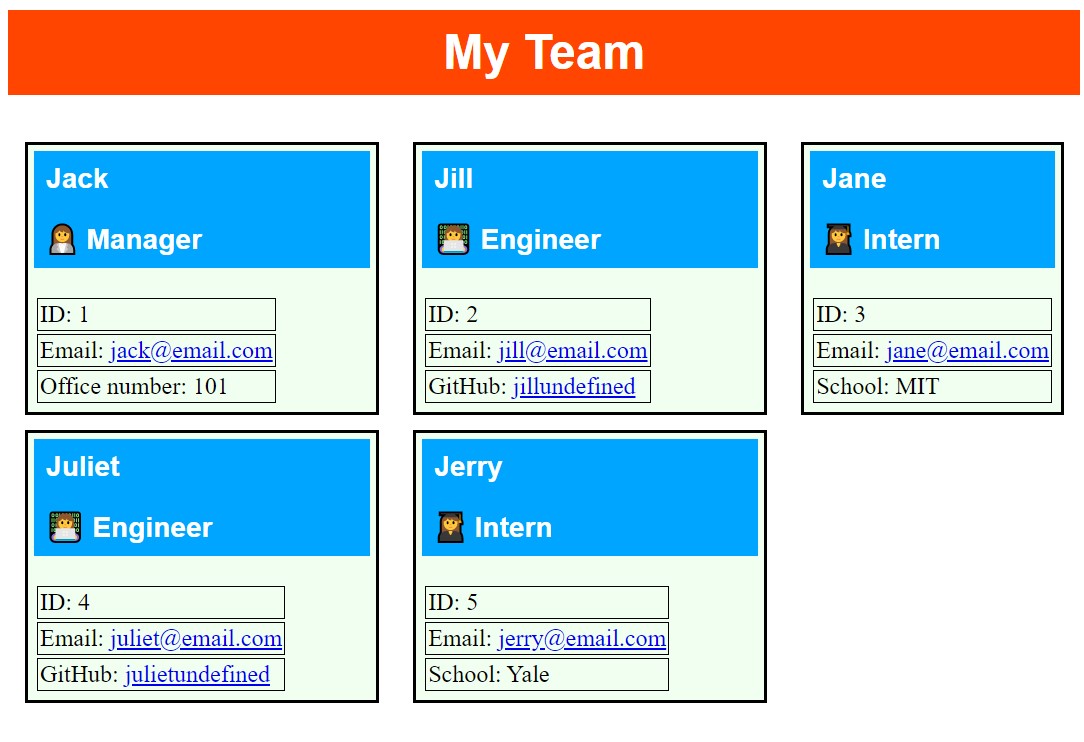 My Team
Jack
Manager
ID: 1
Email: jack@email.com
Office number: 101
Jill
Engineer
ID: 2
Email: jill@email.com
GitHub: jillundefined
Jane
Intern
ID: 3
Email: jane@email.com
School: MIT
Juliet
Engineer
ID: 4
Email: juliet@email.com
GitHub: julietundefined
Jerry
Intern
ID: 5
Email: jerry@email.com
School: Yale